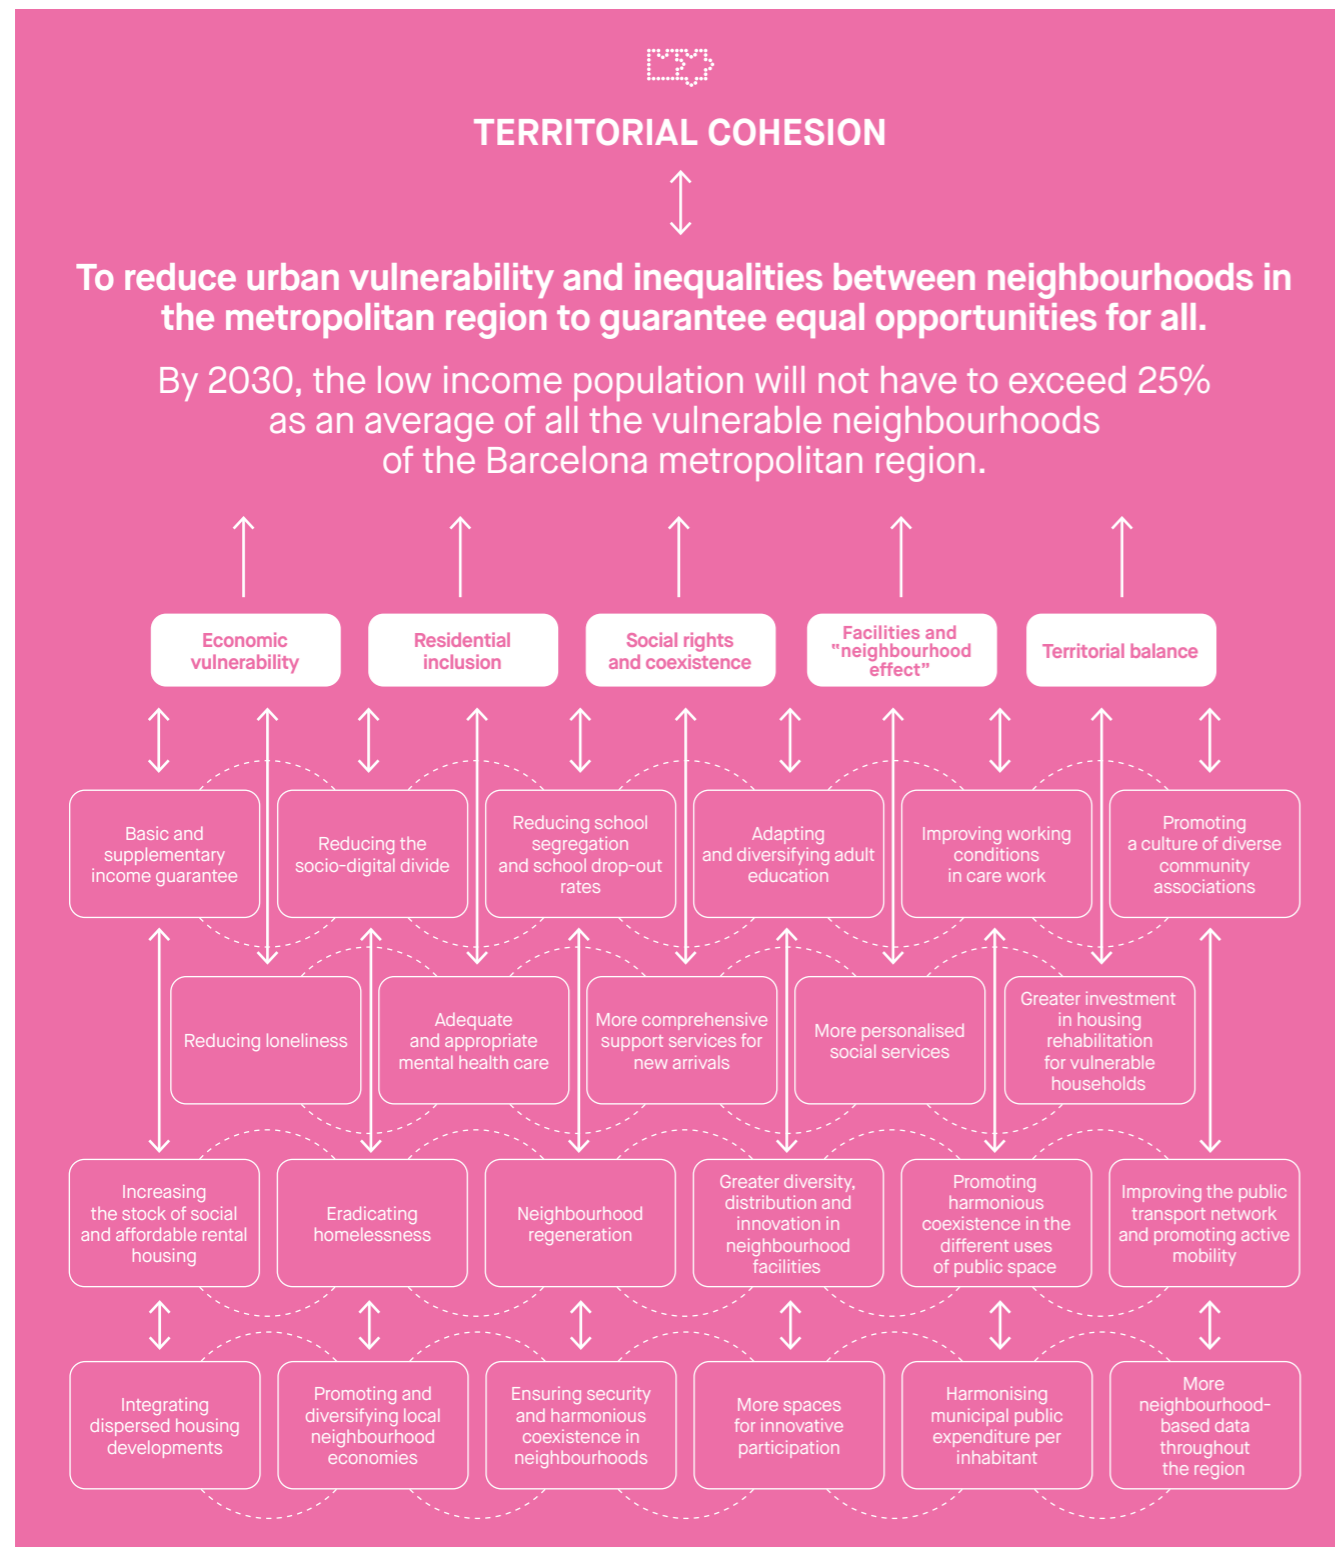 TERRITORIAL COHESION
To reduce urban vulnerability and inequalities between neighbourhoods in
the metropolitan region to guarantee equal opportunities for all.
By 2030, the low income population will not have to exceed 25%
as an average of all the vulnerable neighbourhoods
of the Barcelona metropolitan region.
Economic
vulnerability
Residential
inclusion
Social rights
and coexistence
Facilities and
"neighbourhood
effect"
Territorial balance
Basic and
supplementary
income guarantee
Reducing the
socio-digital divide
Reducing school
segregation
and school drop-out
rates
Adapting
and diversifying adult
education
Improving working
conditions
in care work
Promoting
a culture of diverse
community
associations
Reducing loneliness
Adequate
and appropriate
mental health care
More comprehensive
support services for
new arrivals
More personalised
social services
Greater investment
in housing
rehabilitation
for vulnerable
households
Increasing
the stock of social
and affordable rental
housing
Eradicating
homelessness
Neighbourhood
regeneration
Greater diversity,
distribution and
innovation in
neighbourhood
facilities
Promoting
harmonious
coexistence in the
different uses
of public space
Improving the public
transport network
and promoting active
mobility
Integrating
dispersed housing
developments
Promoting and
diversifying local
neighbourhood
economies
Ensuring security
and harmonious
coexistence in
neighbourhoods
More spaces
for innovative
participation
Harmonising
municipal public
expenditure per
inhabitant
More
neighbourhood-
based data
throughout
the region